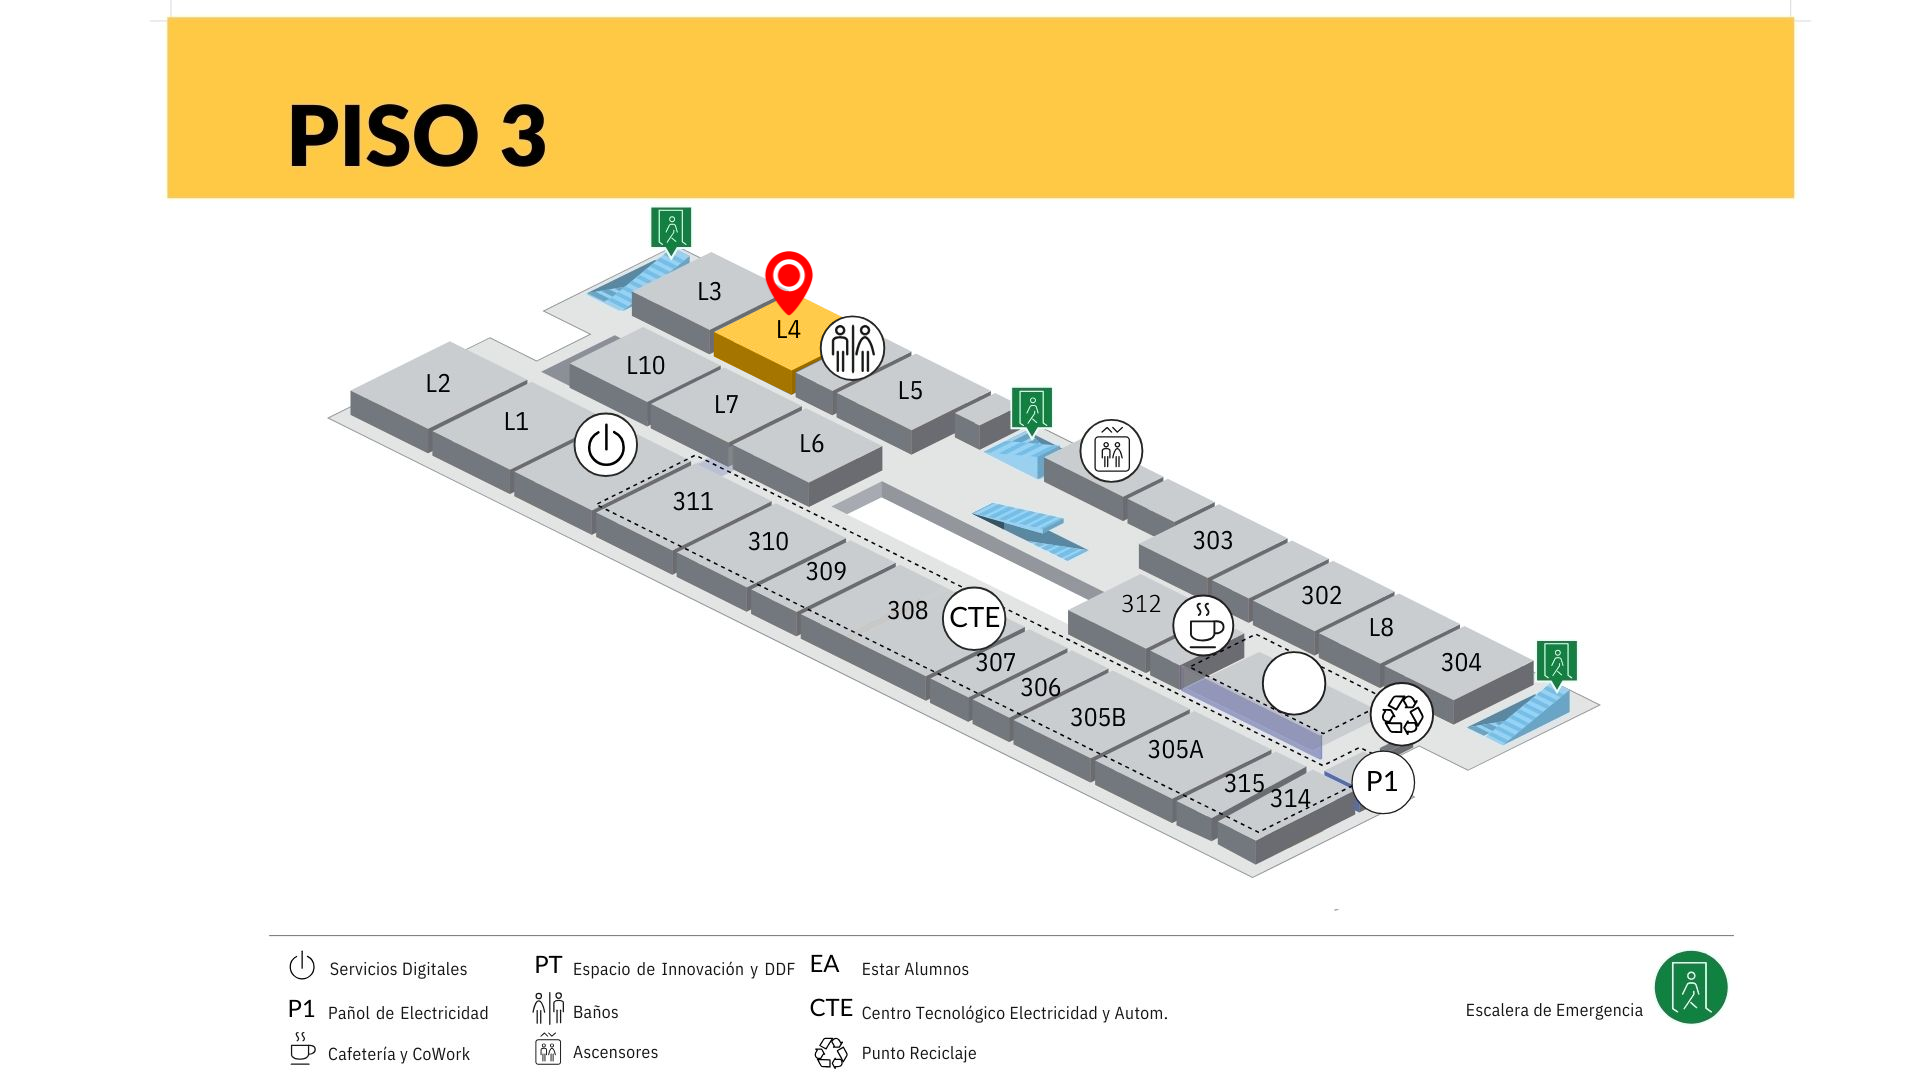 PISO 3
L3
L4
L10
L2
L5
L7
L1
L6
311
310
303
309
302
312
308
CTE
L8
307
304
306
305B
305A
P1
315
314
Servicios Digitales
PT Espacio de Innovación y DDF
EA Estar Alumnos
P1 Pañol de Electricidad
Baños
CTE Centro Tecnológico Electricidad y Autom.
Escalera de Emergencia
Cafetería y CoWork
Ascensores
Punto Reciclaje